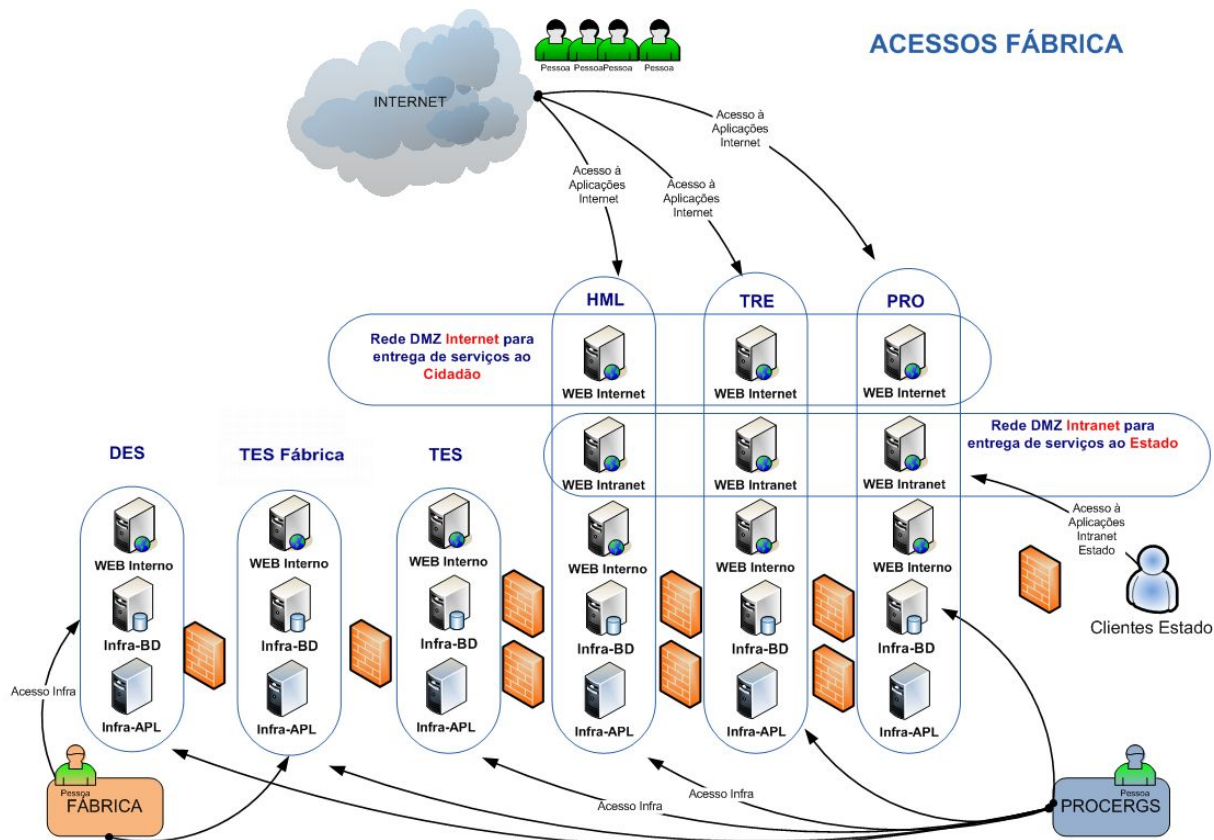 ACESSOS FÁBRICA
Pessoa
Pessoa
Pessoa
Pessoa
INTERNET
Acesso à
Aplicações
Internet
Acesso à
Aplicações
Internet
Acesso à
Aplicações
Internet
HML
TRE
PRO
Rede DMZ Internet para
entrega de serviços ao
Cidadão
WEB Internet
WEB Internet
WEB Internet
Rede DMZ Intranet para
entrega de serviços ao Estado
WEB Intranet
WEB Intranet
WEB Intranet
DES
TES Fábrica
TES
Acesso à
Aplicações
Intranet
Estado
WEB Interno
WEB Interno
WEB Interno
WEB Interno
WEB Interno
WEB Interno
Clientes Estado
Infra-BD
Infra-BD
Infra-BD
Infra-BD
Infra-BD
Infra-BD
Acesso Infra
Infra-APL
Infra-APL
Infra-APL
Infra-APL
Infra-APL
Infra-APL
Pessoa
FÁBRICA
Acesso Infra
Acesso Infra
Pessoa
PROCERGS